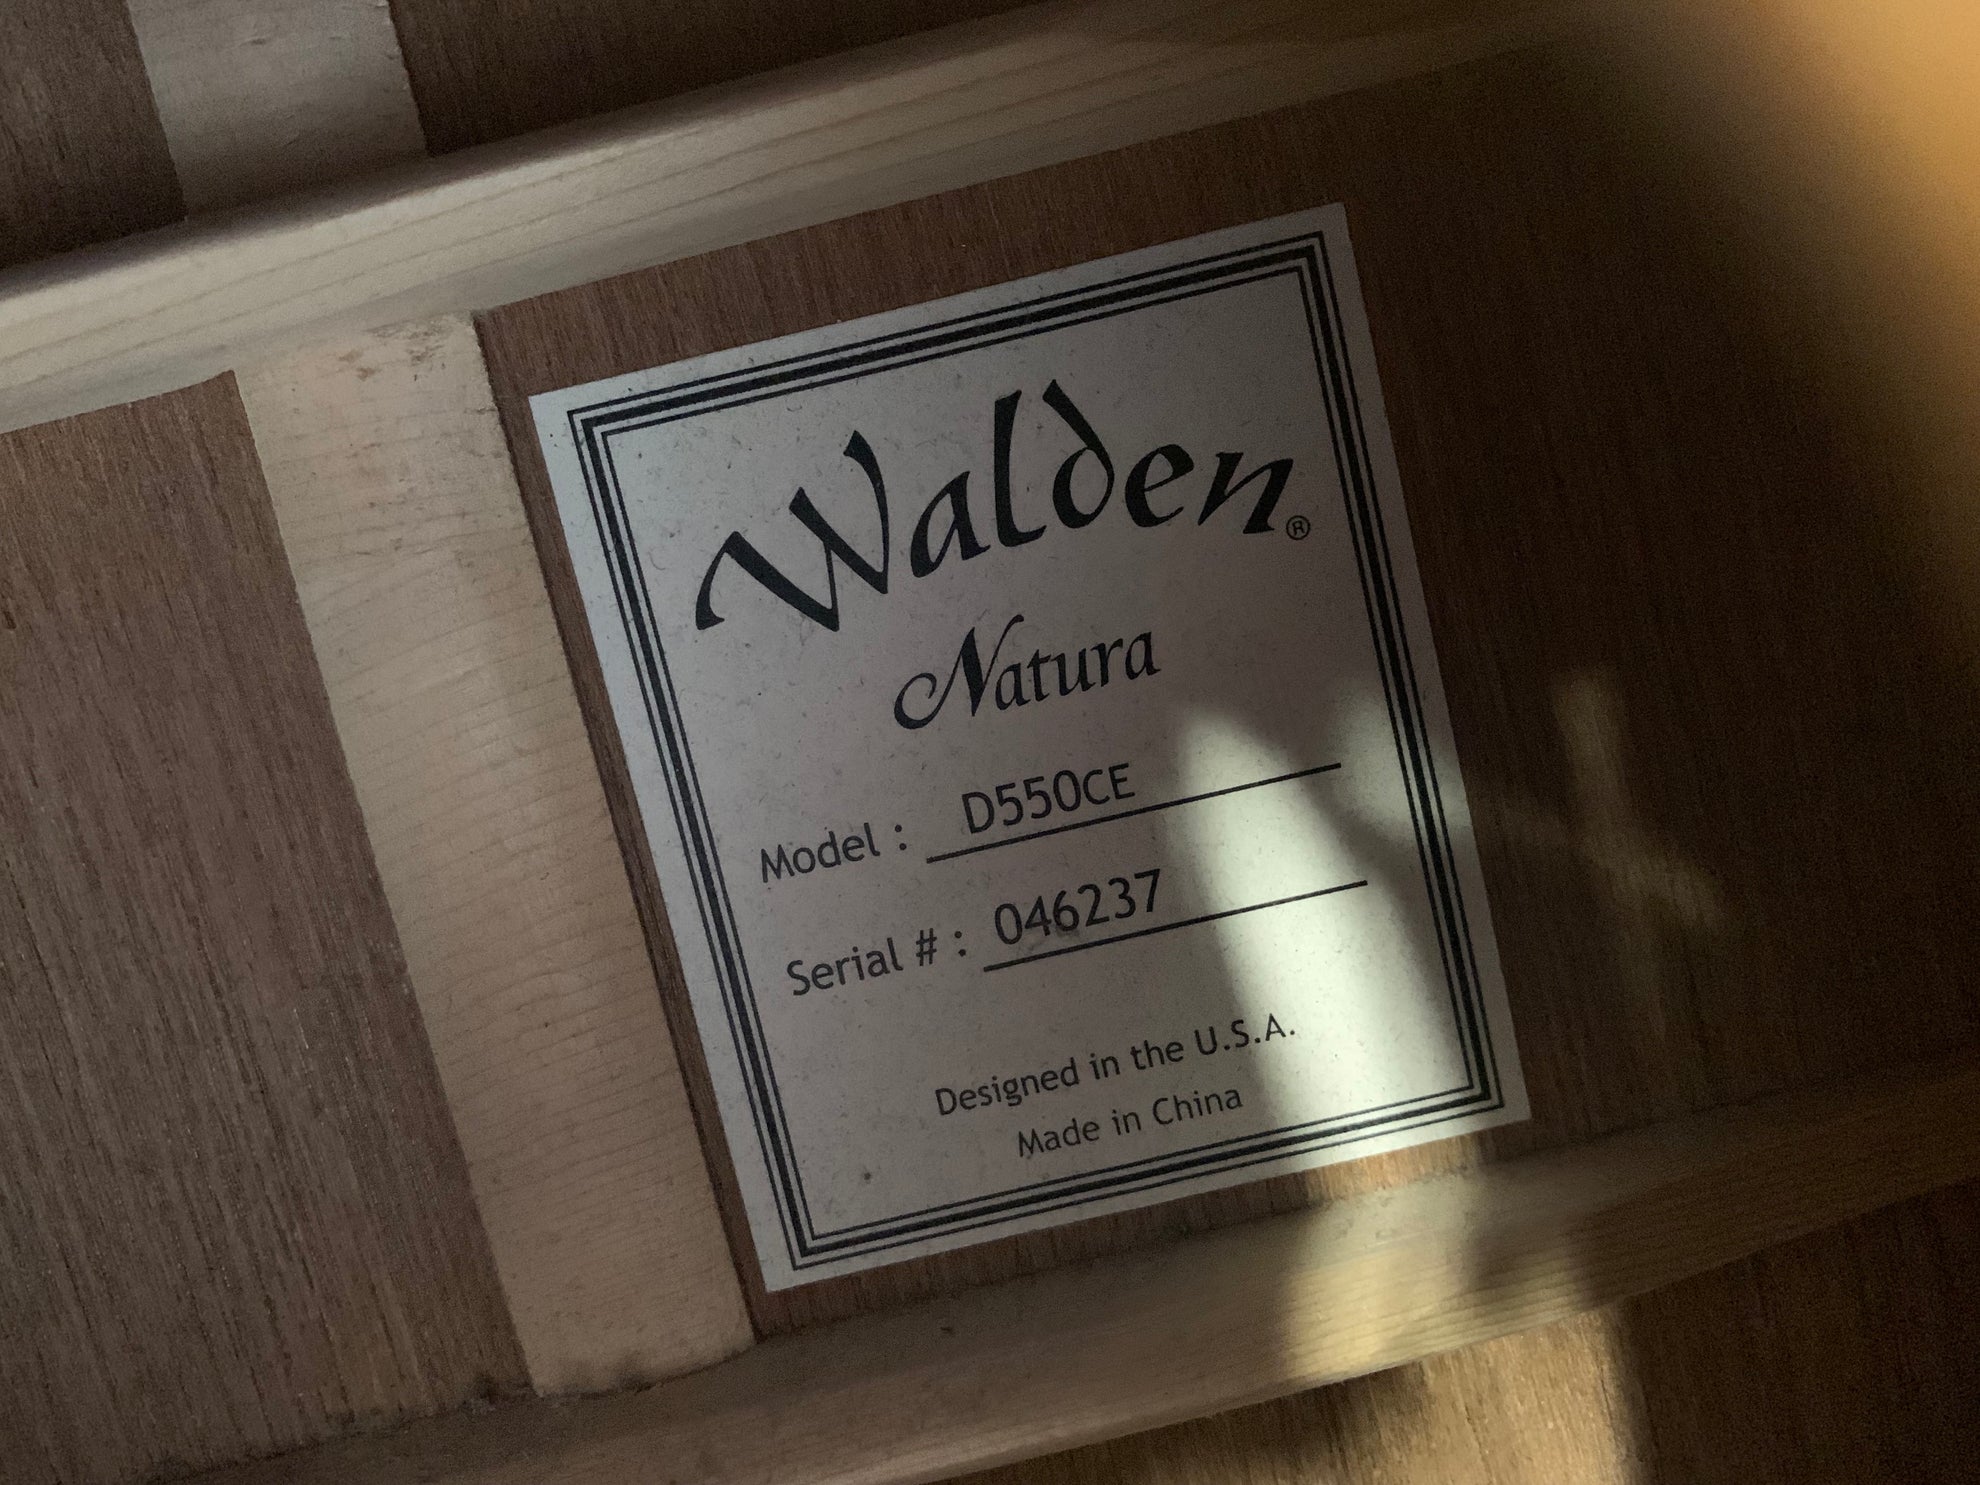 Walden®
Natura
Model : D550CE
Serial # : 046237
Designed in the U.S.A.
Made in China